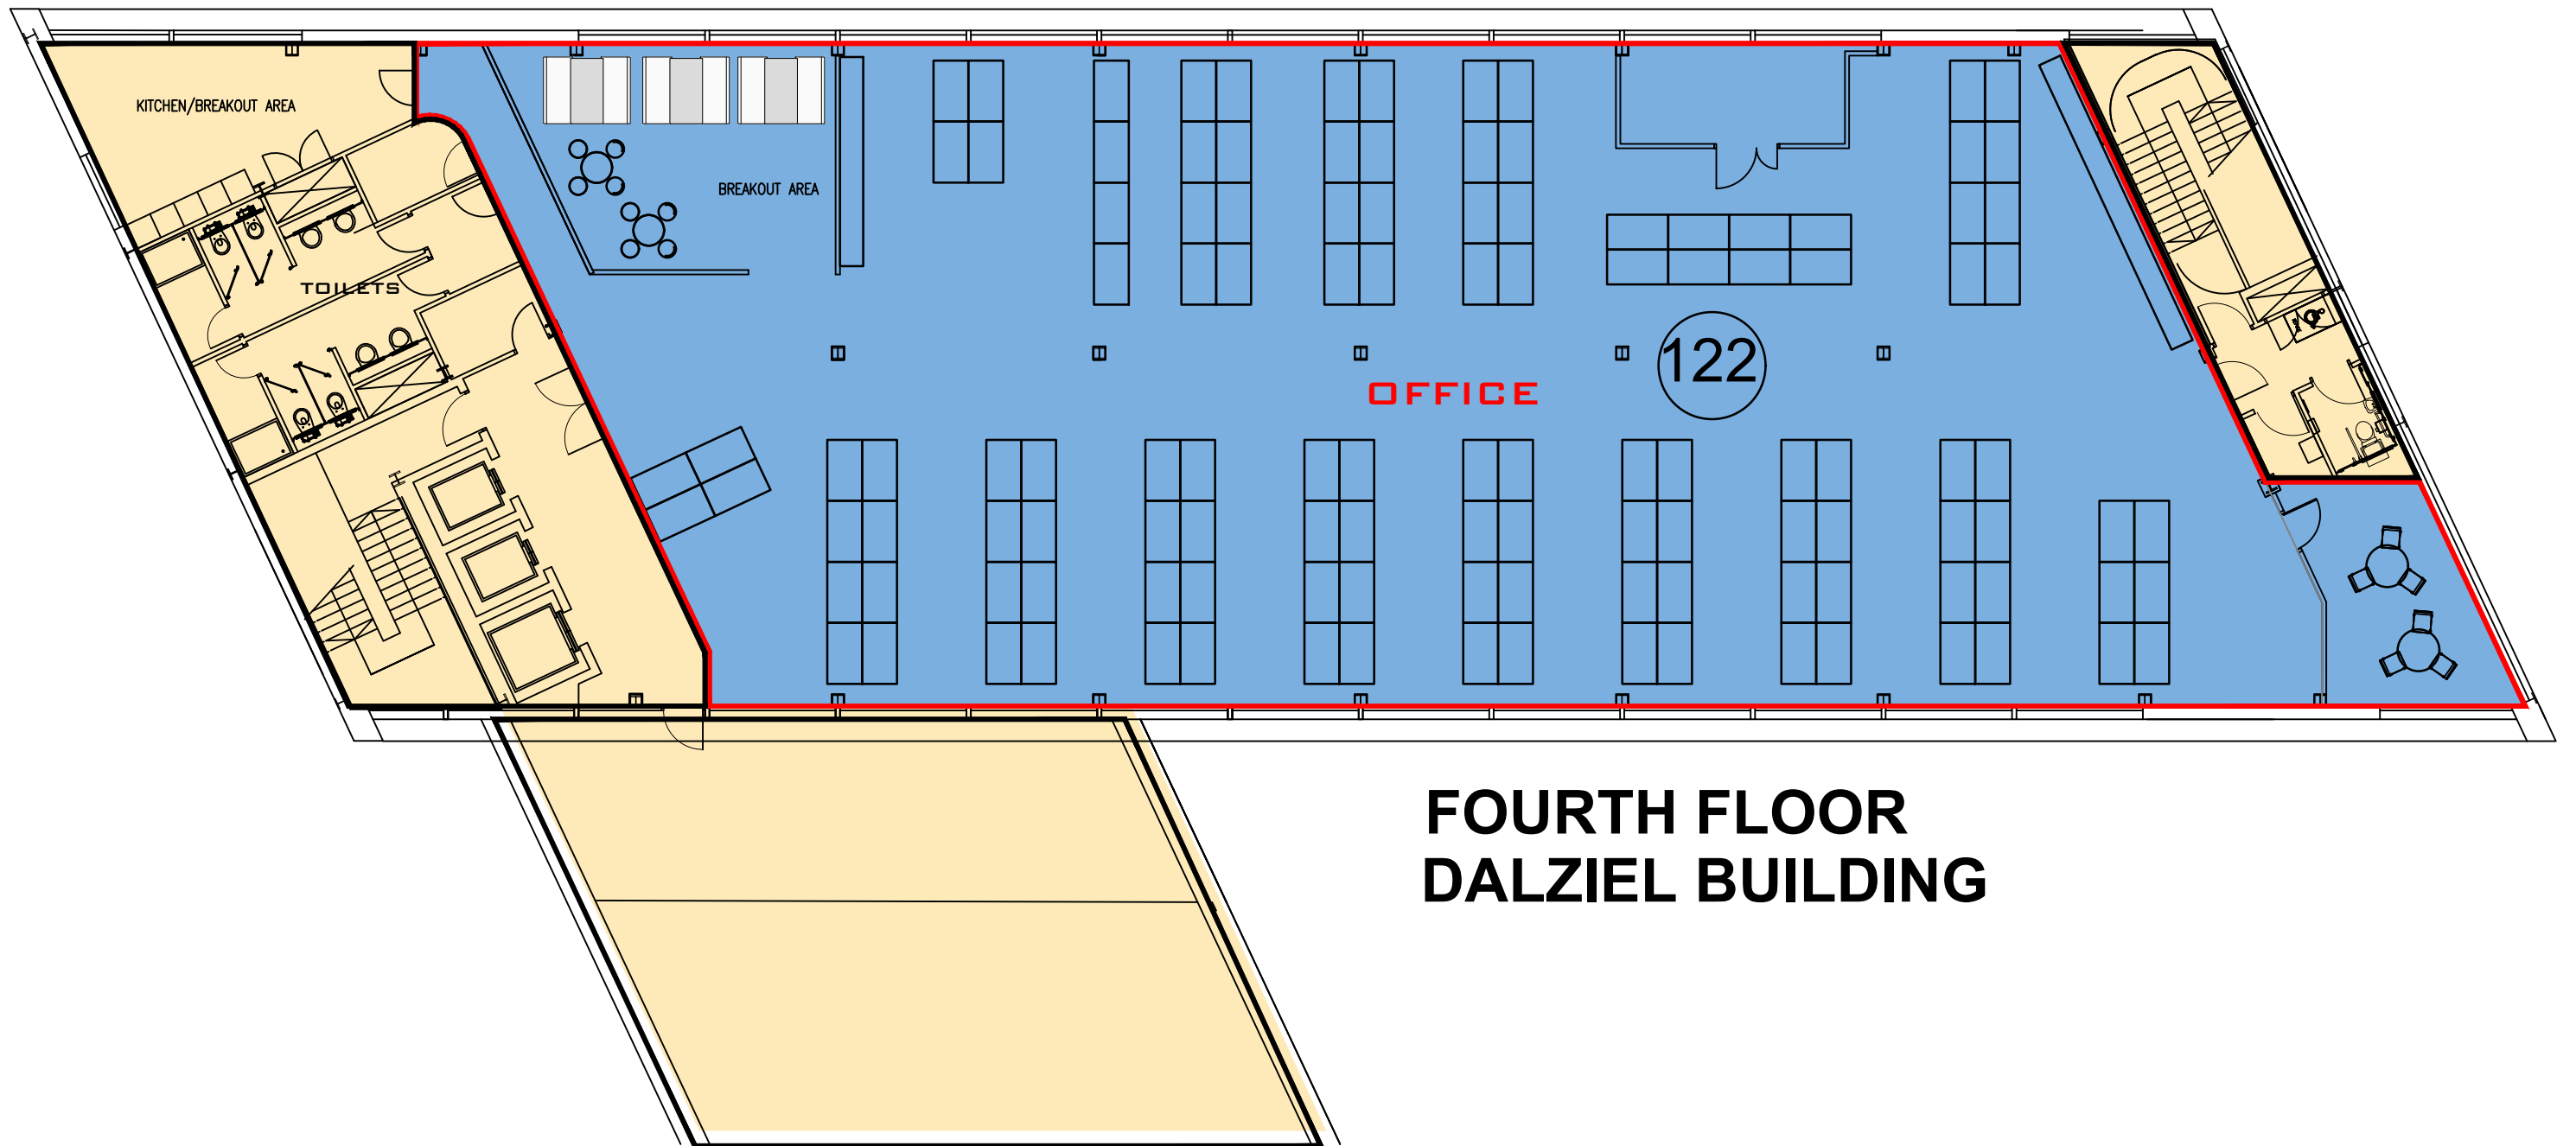 KITCHEN/BREAKOUT AREA
BREAKOUT AREA
TOILETS
122
OFFICE
FOURTH FLOOR
DALZIEL BUILDING